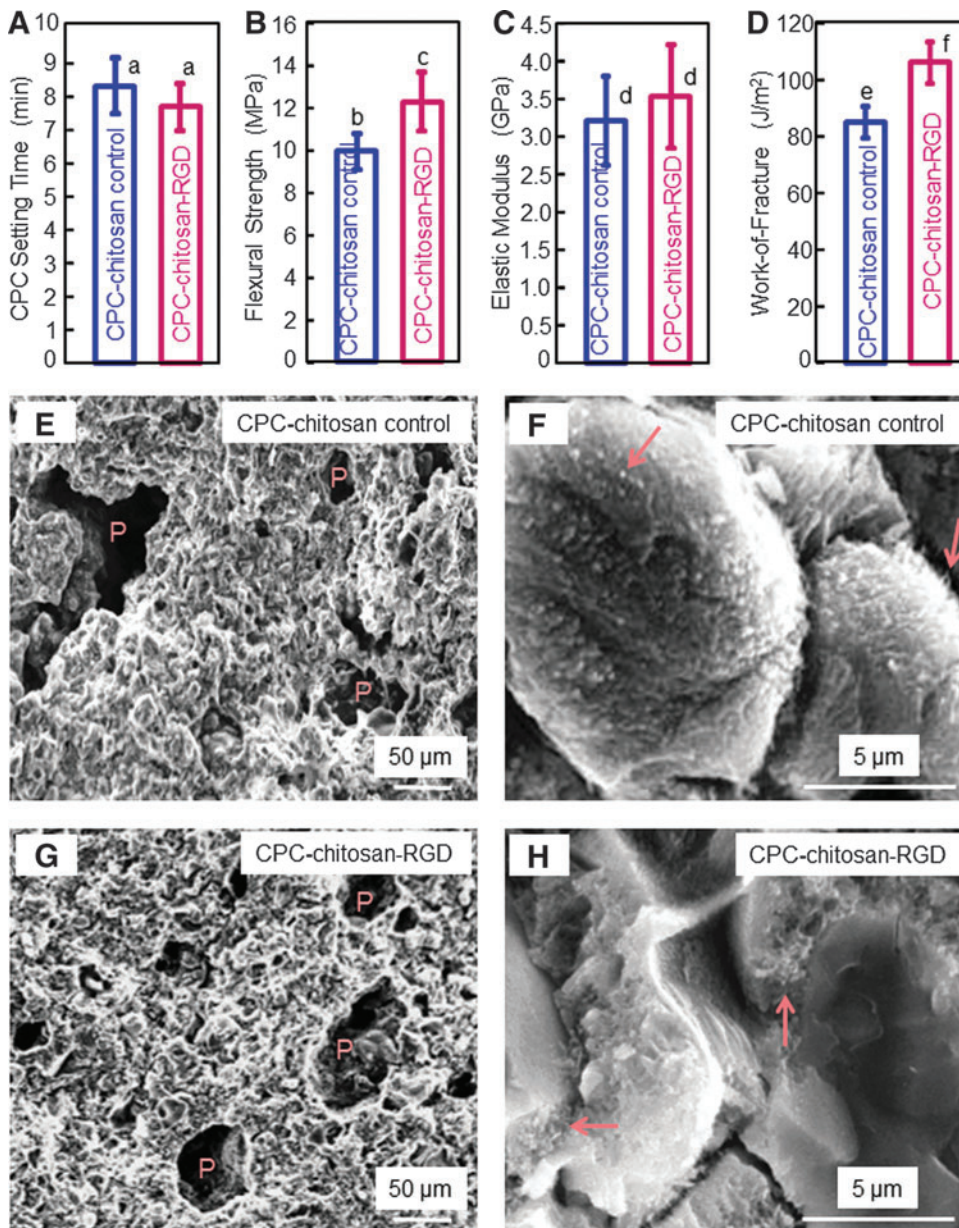 A
CPC Setting Time (min)
10
9
8
7
6
5
4
3
2
1
0
a
a
CPC-chitosan control
CPC-chitosan-RGD
B
Flexural Strength (MPa)
16
14
12
10
8
6
4
2
0
b
c
CPC-chitosan control
CPC-chitosan-RGD
C
Elastic Modulus (GPa)
4.5
4.0
3.5
3.0
2.5
2.0
1.5
1.0
0.5
0
d
d
CPC-chitosan control
CPC-chitosan-RGD
D
Work-of-Fracture (J/m²)
120
100
80
60
40
20
0
e
f
CPC-chitosan control
CPC-chitosan-RGD
E
CPC-chitosan control
P
P
P
50 µm
F
CPC-chitosan control
5 µm
G
CPC-chitosan-RGD
P
P
P
50 µm
H
CPC-chitosan-RGD
5 µm